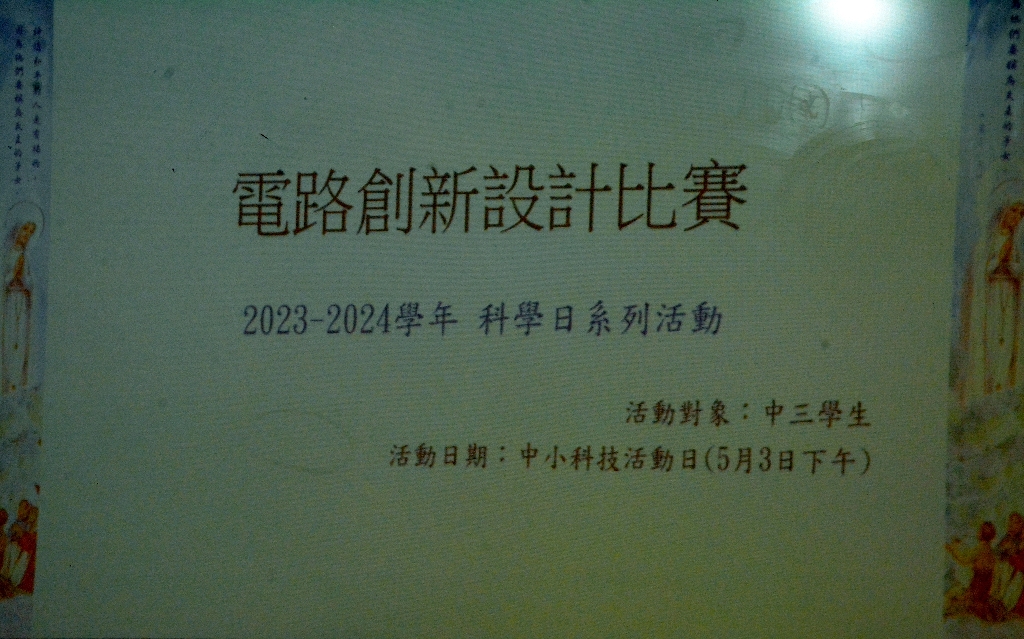 電路創新設計比賽
2023-2024學年 科學日系列活動
活動對象：中三學生
活動日期：中小科技活動日(5月3日下午)